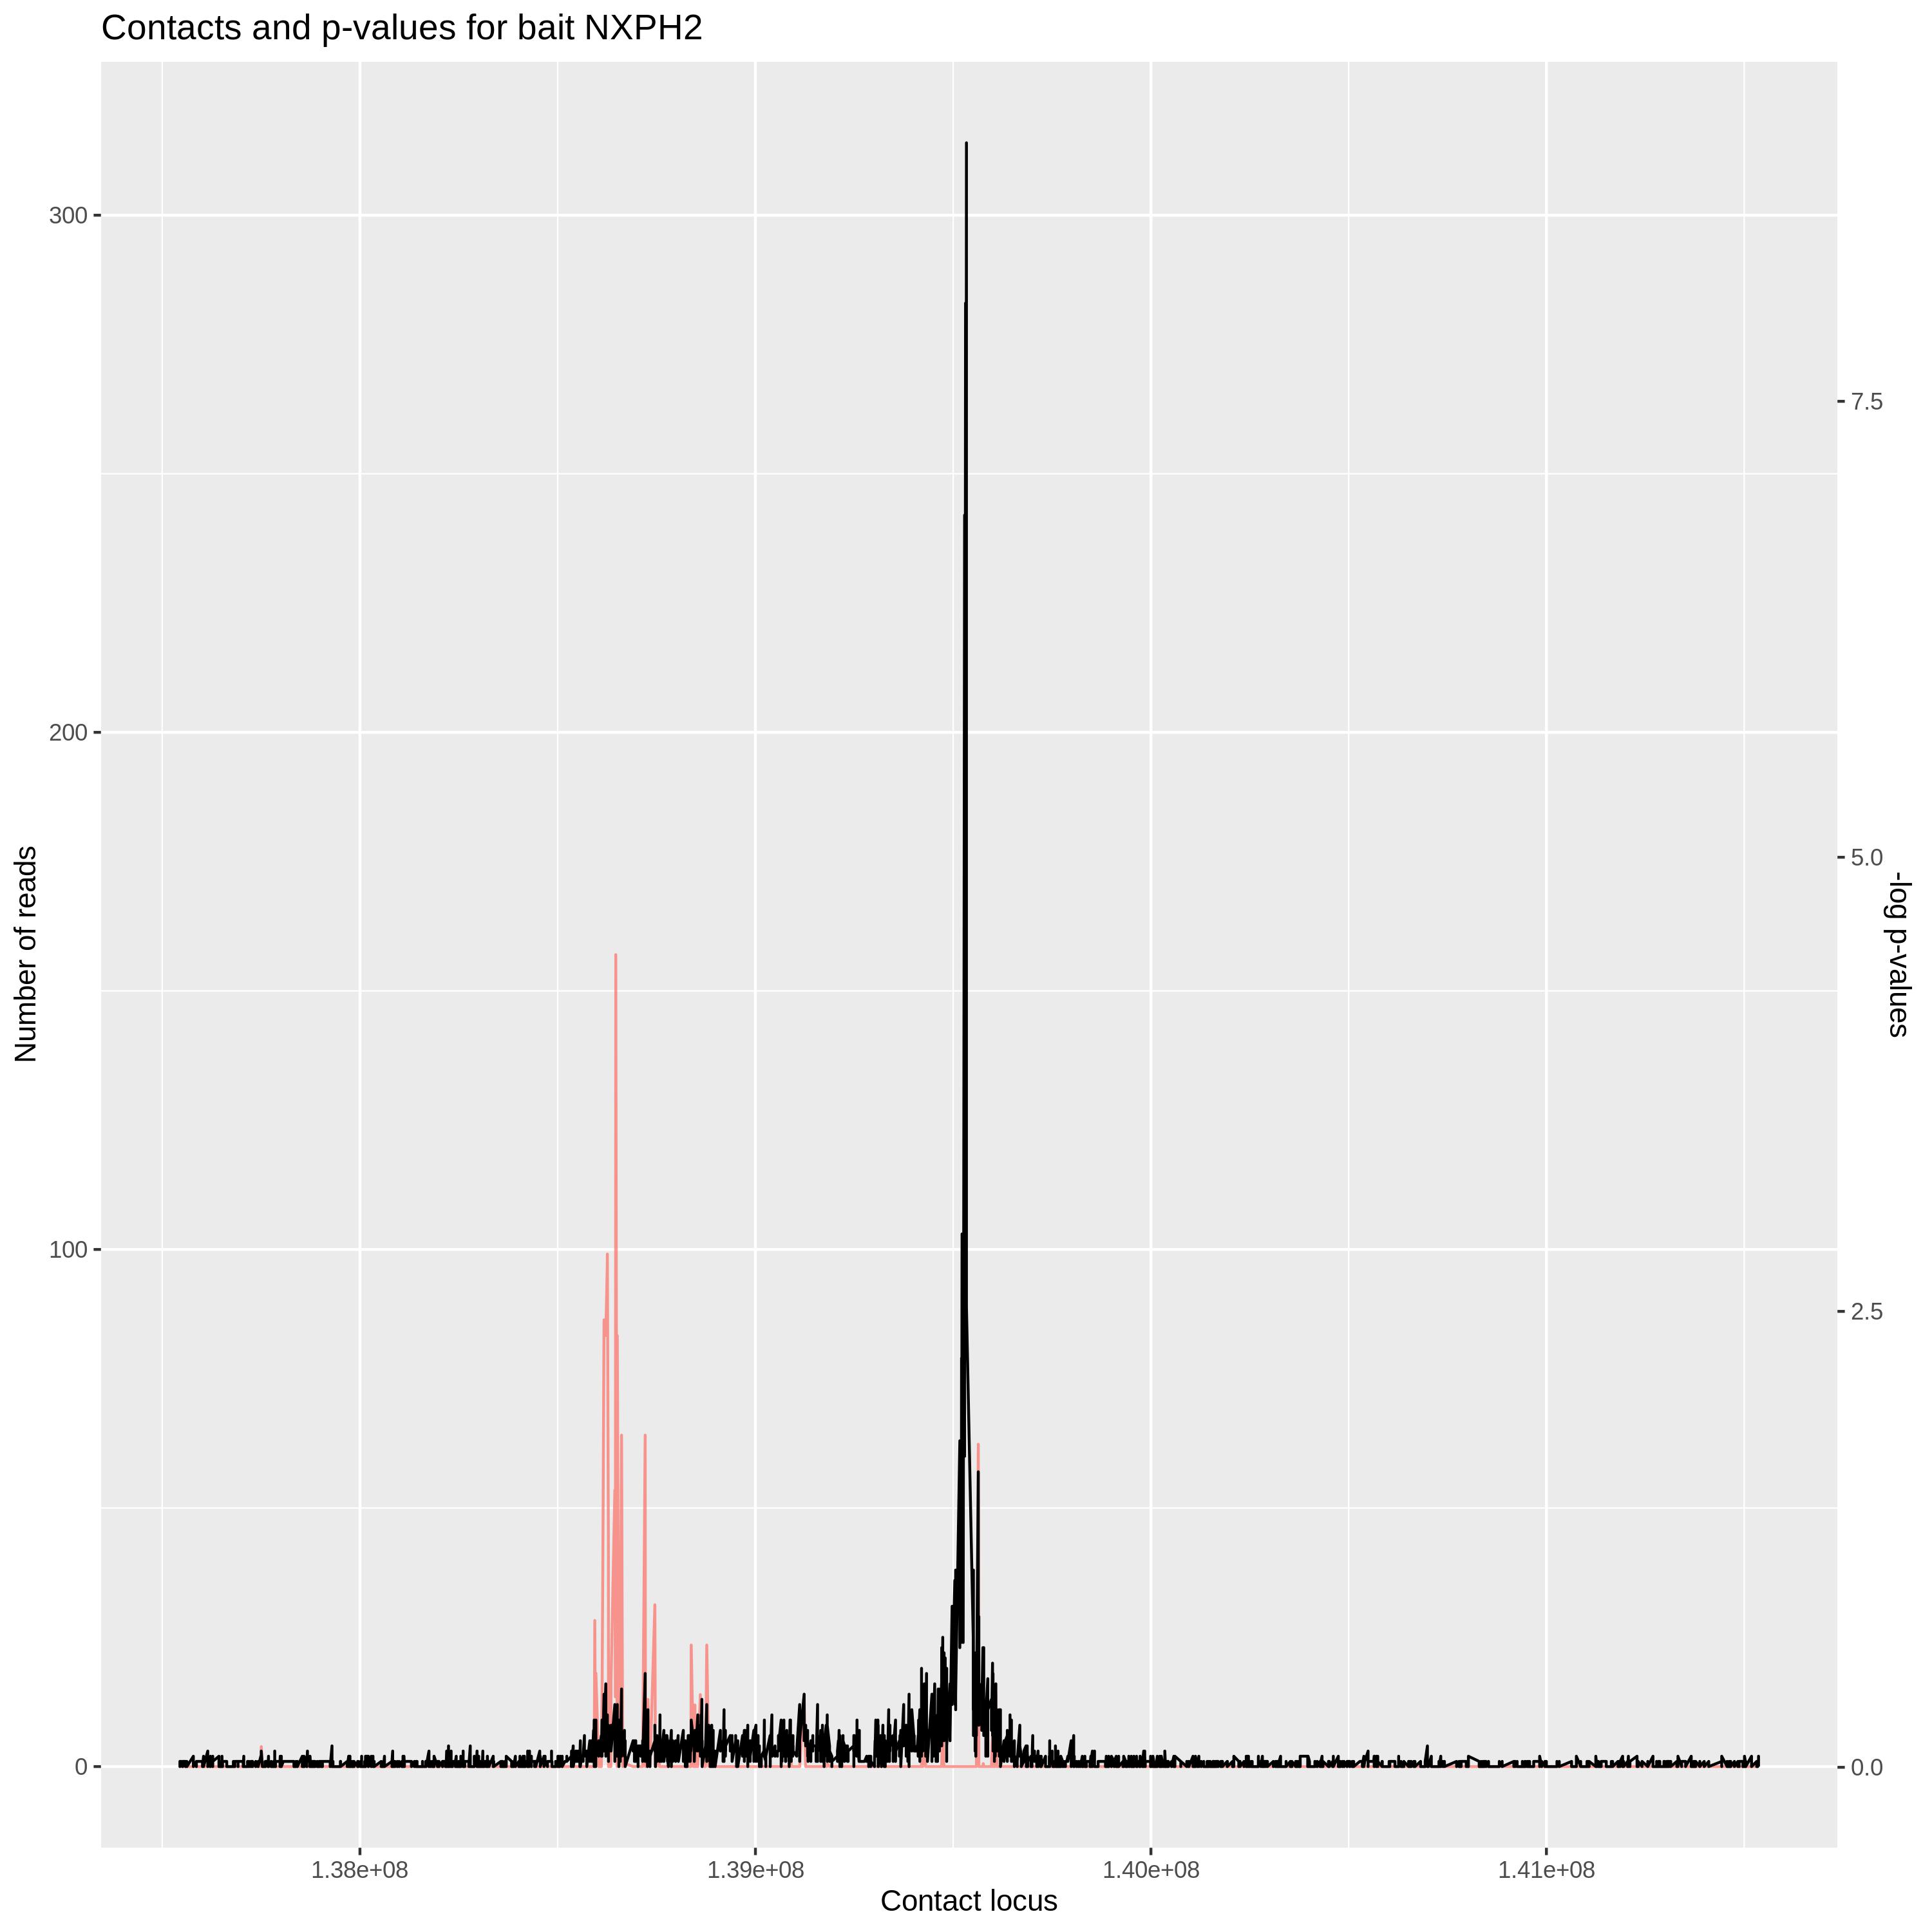 Contacts and p-values for bait NXPH2
Number of reads
300
200
100
0
7.5
5.0
2.5
0.0
-log p-values
1.38e+08
1.39e+08
1.40e+08
1.41e+08
Contact locus